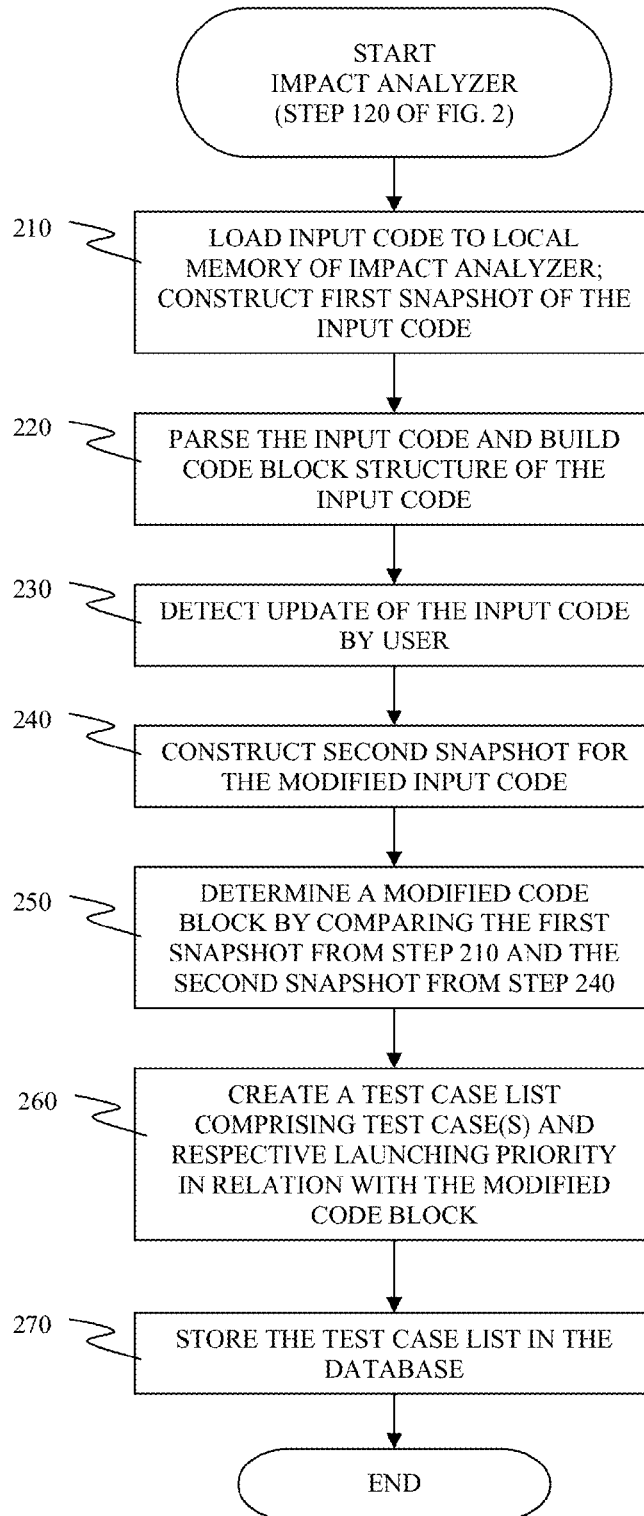 START
IMPACT ANALYZER
(STEP 120 OF FIG. 2)
210
LOAD INPUT CODE TO LOCAL
MEMORY OF IMPACT ANALYZER;
CONSTRUCT FIRST SNAPSHOT OF THE
INPUT CODE
220
PARSE THE INPUT CODE AND BUILD
CODE BLOCK STRUCTURE OF THE
INPUT CODE
230
DETECT UPDATE OF THE INPUT CODE
BY USER
240
CONSTRUCT SECOND SNAPSHOT FOR
THE MODIFIED INPUT CODE
250
DETERMINE A MODIFIED CODE
BLOCK BY COMPARING THE FIRST
SNAPSHOT FROM STEP 210 AND THE
SECOND SNAPSHOT FROM STEP 240
260
CREATE A TEST CASE LIST
COMPRISING TEST CASE(S) AND
RESPECTIVE LAUNCHING PRIORITY
IN RELATION WITH THE MODIFIED
CODE BLOCK
270
STORE THE TEST CASE LIST IN THE
DATABASE
END